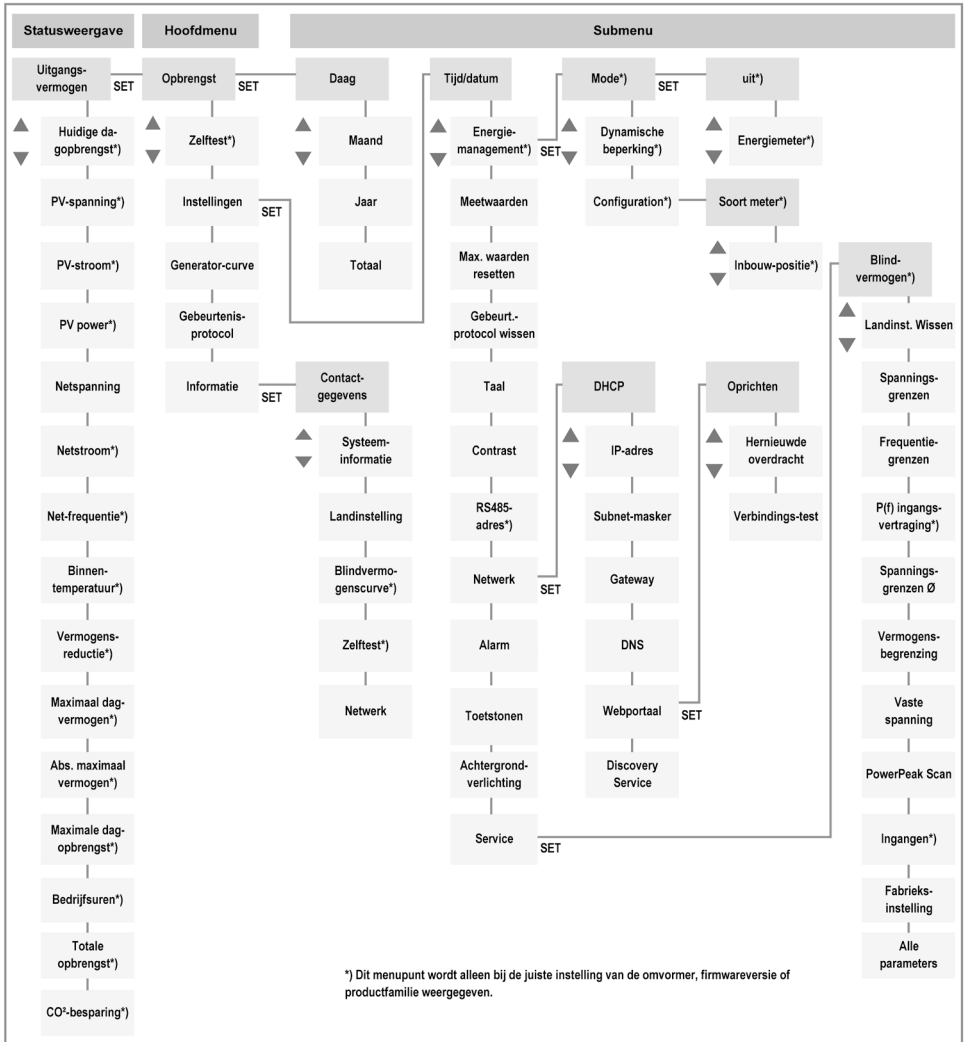 Statusweergave
Hoofdmenu
Submenu
Uitgangs-
vermogen
SET
Huidige da-
gopbrengst*)
PV-spanning*)
PV-stroom*)
PV power*)
Netspanning
Netstroom*)
Net-frequentie*)
Binnen-
temperatuur*)
Vermogens-
reductie*)
Maximaal dag-
vermogen*)
Abs. maximaal
vermogen*)
Maximale dag-
opbrengst*)
Bedrijfsuren*)
Totale
opbrengst*)
CO²-besparing*)
Opbrengst
SET
Zelftest*)
Instellingen
SET
Generator-curve
Gebeurtenis-
protocol
Informatie
SET
Daag
Maand
Jaar
Totaal
Contact-
gegevens
Systeem-
informatie
Landinstelling
Blindvermo-
genscurve*)
Zelftest*)
Netwerk
Tijd/datum
Energie-
management*)
SET
Meetwaarden
Max. waarden
resetten
Gebeurt.-
protocol wissen
Taal
Contrast
RS485-
adres*)
Netwerk
SET
Alarm
Toetstonen
Achtergrond-
verlichting
Service
SET
Mode*)
SET
Dynamische
beperking*)
Configuration*)
uit*)
Energiemeter*)
Soort meter*)
Inbouw-positie*)
DHCP
IP-adres
Subnet-masker
Gateway
DNS
Webportaal
SET
Discovery
Service
Oprichten
Hernieuwde
overdracht
Verbindings-test
Blind-
vermogen*)
Landinst. Wissen
Spannings-
grenzen
Frequentie-
grenzen
P(f) ingangs-
vertraging*)
Spannings-
grenzen Ø
Vermogens-
begrenzing
Vaste
spanning
PowerPeak Scan
Ingangen*)
Fabrieks-
instelling
Alle
parameters
*) Dit menupunt wordt alleen bij de juiste instelling van de omvormer, firmwareversie of
productfamilie weergegeven.